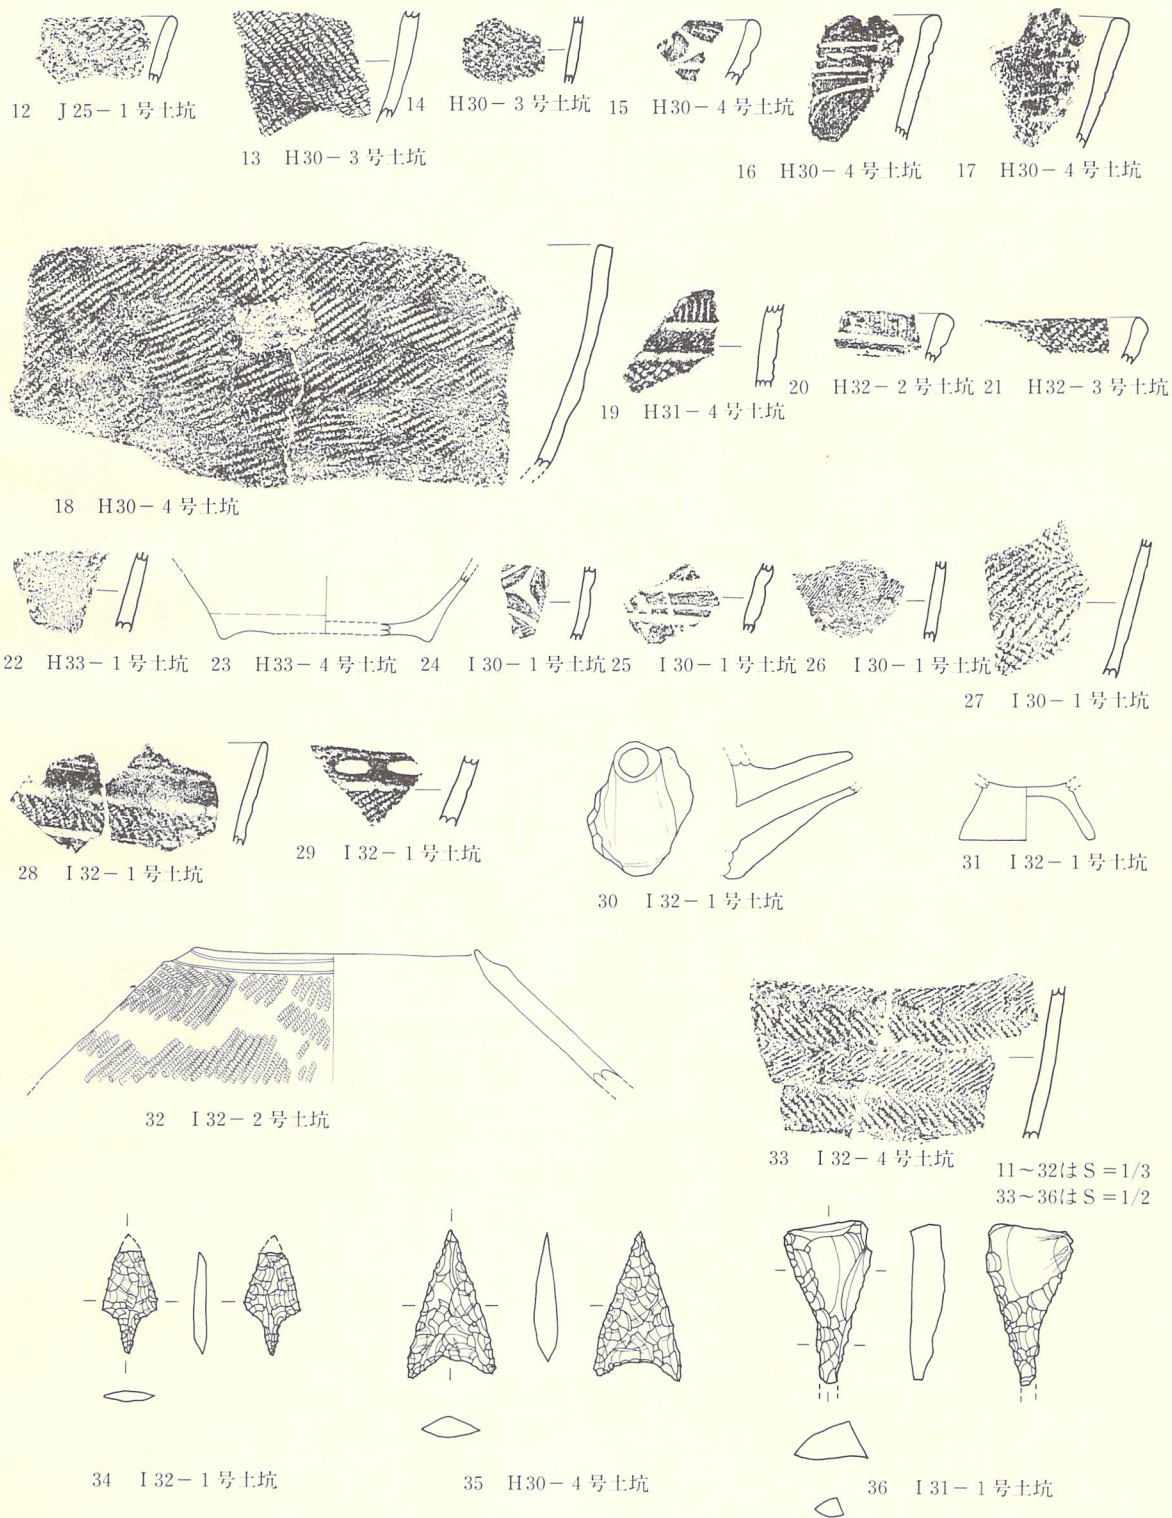 12 J25－1号土坑
13 H30－3号土坑
14 H30－3号土坑
15 H30－4号土坑
16 H30－4号土坑
17 H30－4号土坑
18 H30－4号土坑
19 H31－4号土坑
20 H32－2号土坑
21 H32－3号土坑
22 H33－1号土坑
23 H33－4号土坑
24 I30－1号土坑
25 I30－1号土坑
26 I30－1号土坑
27 I30－1号土坑
28 I32－1号土坑
29 I32－1号土坑
30 I32－1号土坑
31 I32－1号土坑
32 I32－2号土坑
33 I32－4号土坑
11~32はS=1/3
33~36はS=1/2
34 I32－1号土坑
35 H30－4号土坑
36 I31－1号土坑